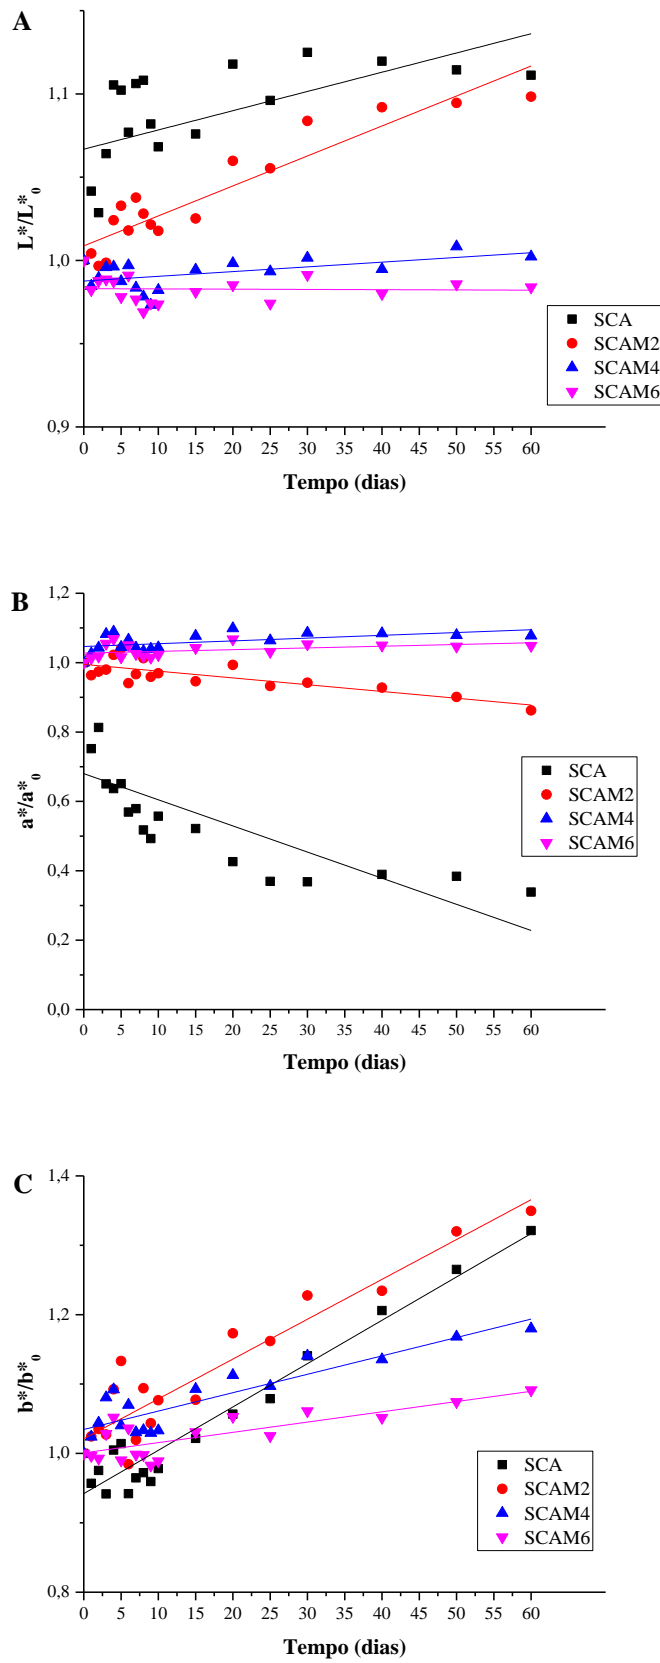 A
1,1
1,0
0,9
L*/L*0
0 5 10 15 20 25 30 35 40 45 50 55 60
Tempo (dias)
SCA
SCAM2
SCAM4
SCAM6
B
1,2
1,0
0,8
0,6
0,4
0,2
0,0
a*/a*0
0 5 10 15 20 25 30 35 40 45 50 55 60
Tempo (dias)
SCA
SCAM2
SCAM4
SCAM6
C
1,4
1,2
1,0
0,8
b*/b*0
0 5 10 15 20 25 30 35 40 45 50 55 60
Tempo (dias)
SCA
SCAM2
SCAM4
SCAM6